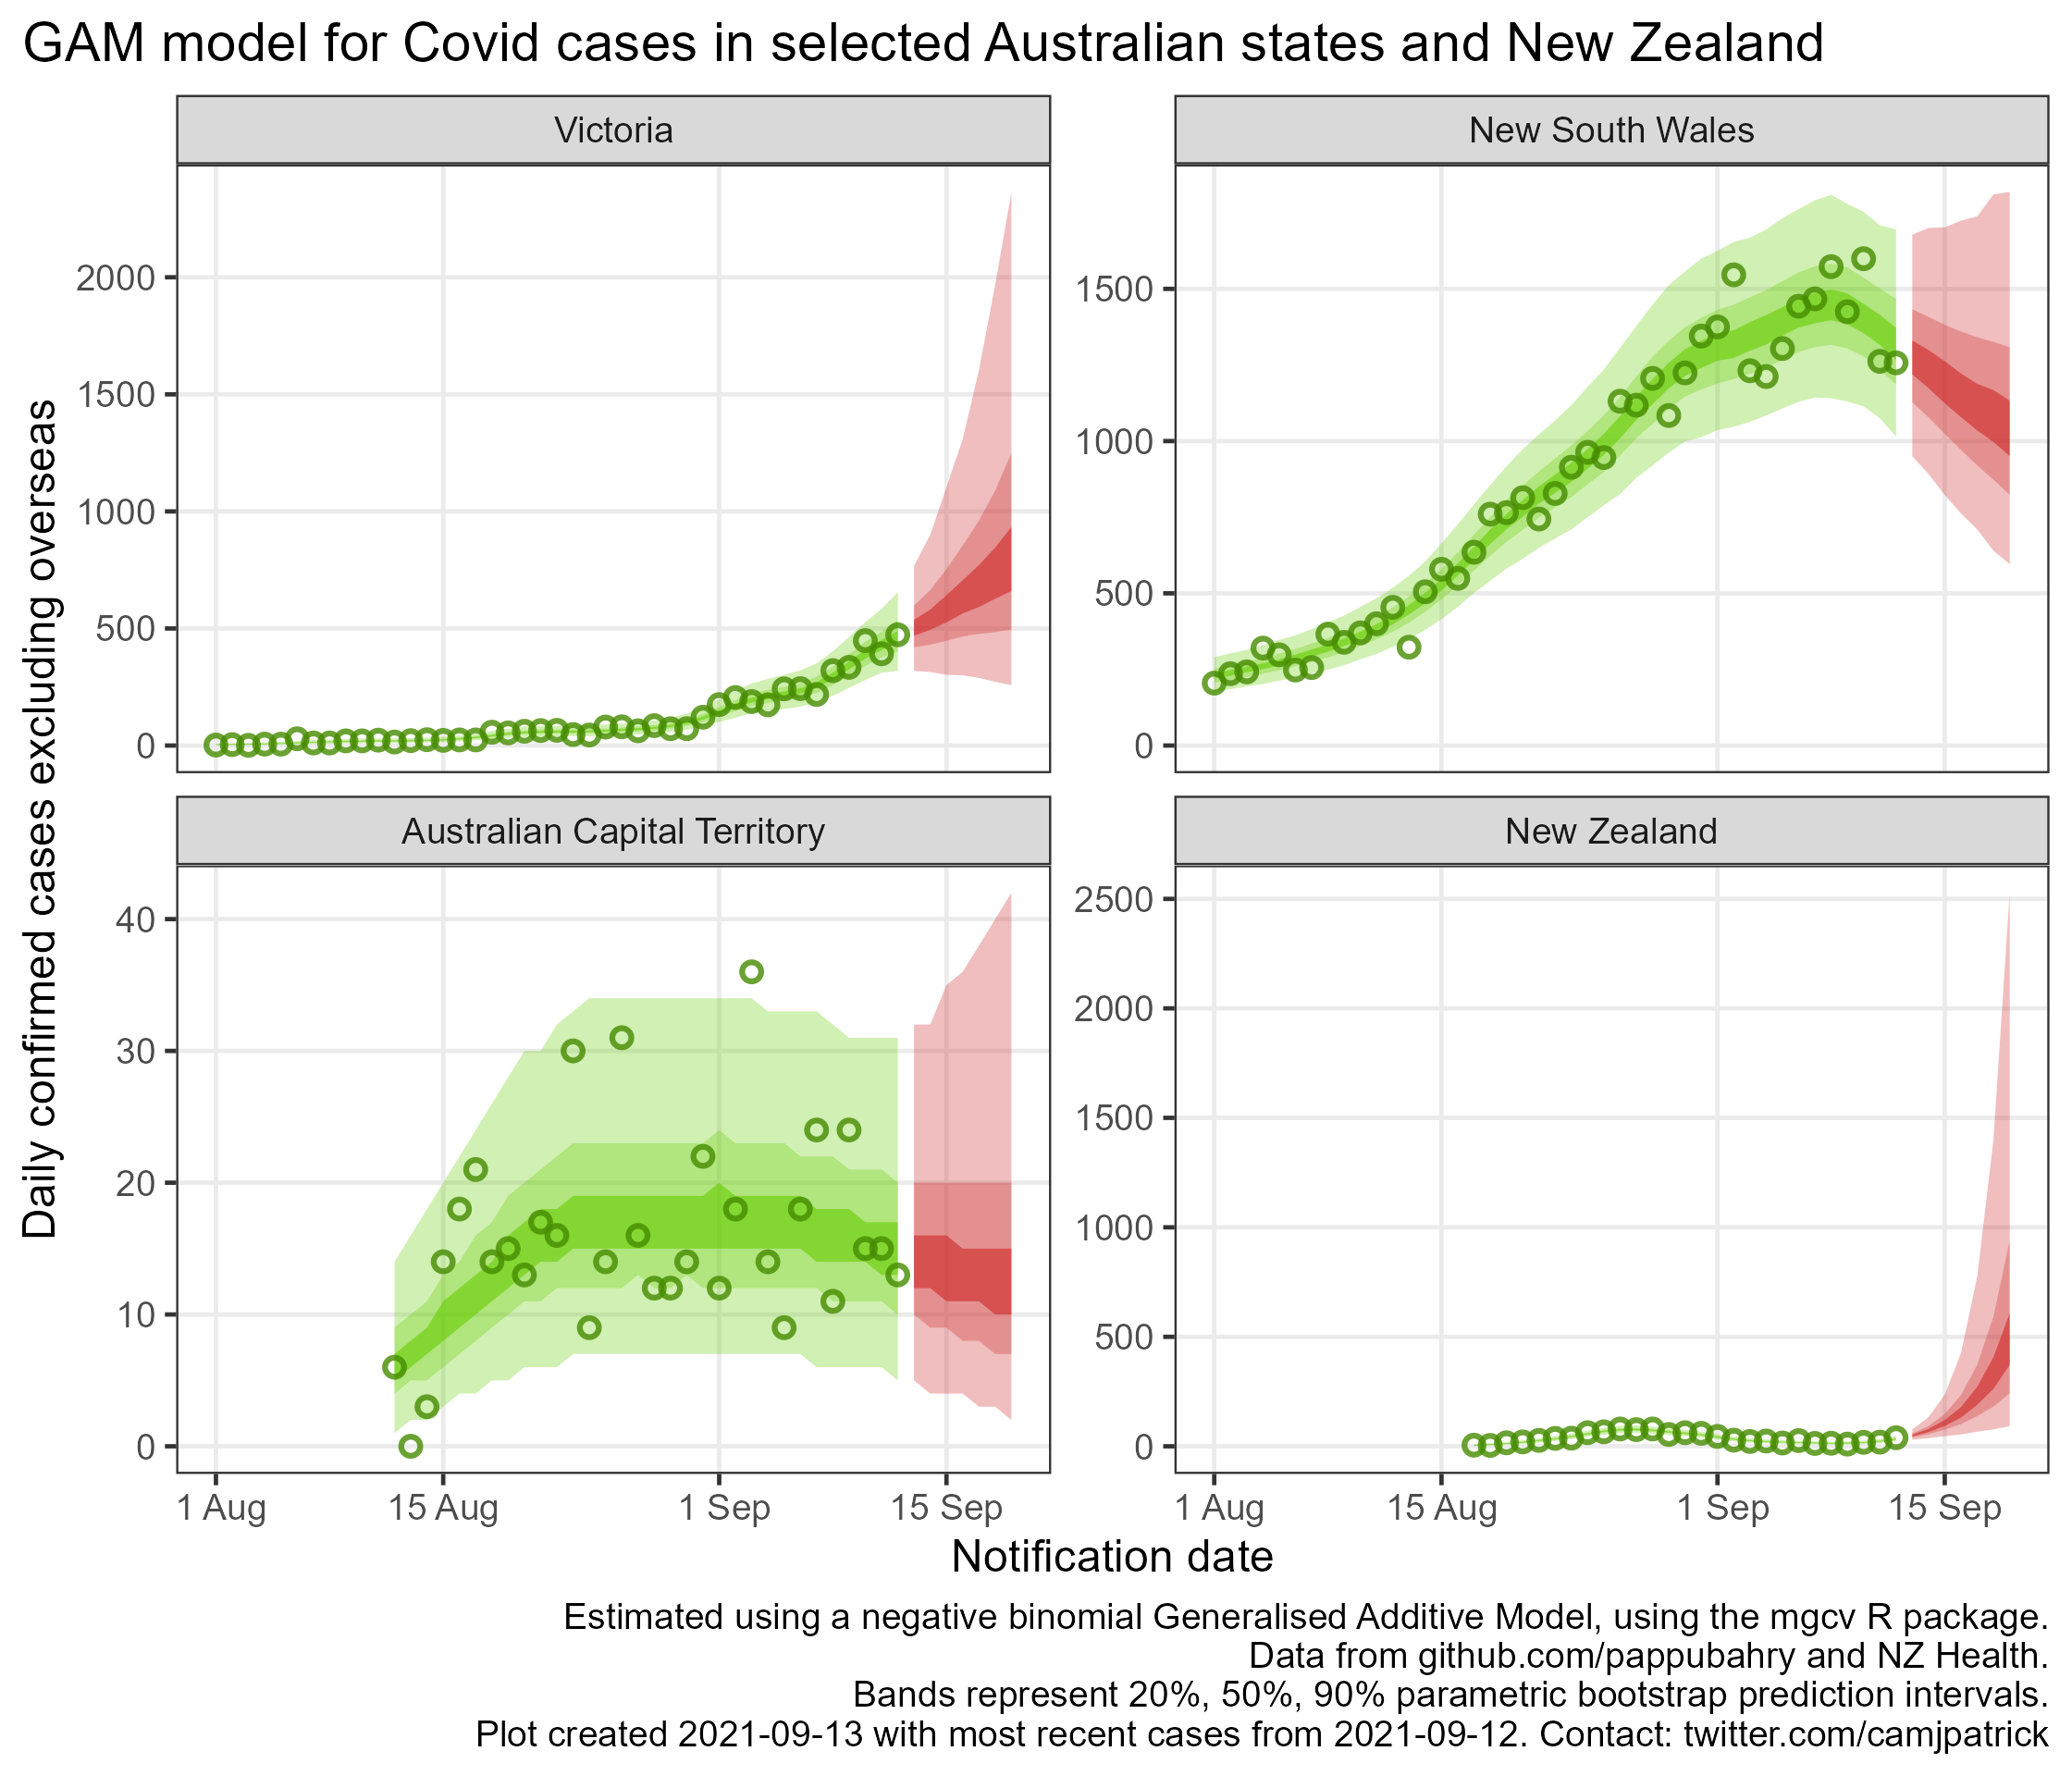 GAM model for Covid cases in selected Australian states and New Zealand
Victoria
New South Wales
Daily confirmed cases excluding overseas
2000
1500
1000
500
0
1500
1000
500
0
Australian Capital Territory
New Zealand
40
30
20
10
0
2500
2000
1500
1000
500
0
1 Aug 15 Aug 1 Sep 15 Sep
1 Aug 15 Aug 1 Sep 15 Sep
Notification date
Estimated using a negative binomial Generalised Additive Model, using the mgcv R package.
Data from github.com/pappubahry and NZ Health.
Bands represent 20%, 50%, 90% parametric bootstrap prediction intervals.
Plot created 2021-09-13 with most recent cases from 2021-09-12. Contact: twitter.com/camjpatrick